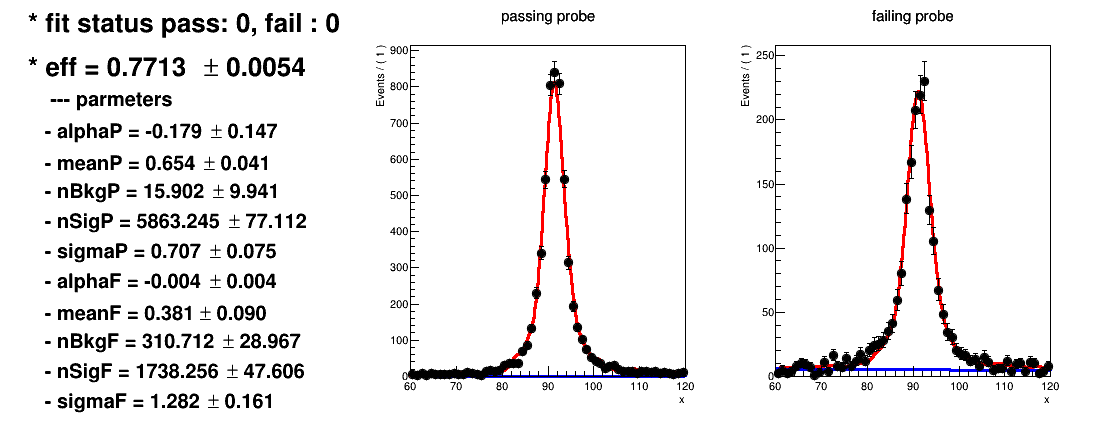 * fit status pass: 0, fail : 0
* eff = 0.7713 ± 0.0054
--- parmeters
- alphaP = -0.179 ± 0.147
- meanP = 0.654 ± 0.041
- nBkgP = 15.902 ± 9.941
- nSigP = 5863.245 ± 77.112
- sigmaP = 0.707 ± 0.075
- alphaF = -0.004 ± 0.004
- meanF = 0.381 ± 0.090
- nBkgF = 310.712 ± 28.967
- nSigF = 1738.256 ± 47.606
- sigmaF = 1.282 ± 0.161
passing probe
Events / ( 1 )
900
800
700
600
500
400
300
200
100
0
60 70 80 90 100 110 120
x
failing probe
Events / ( 1 )
250
200
150
100
50
0
60 70 80 90 100 110 120
x